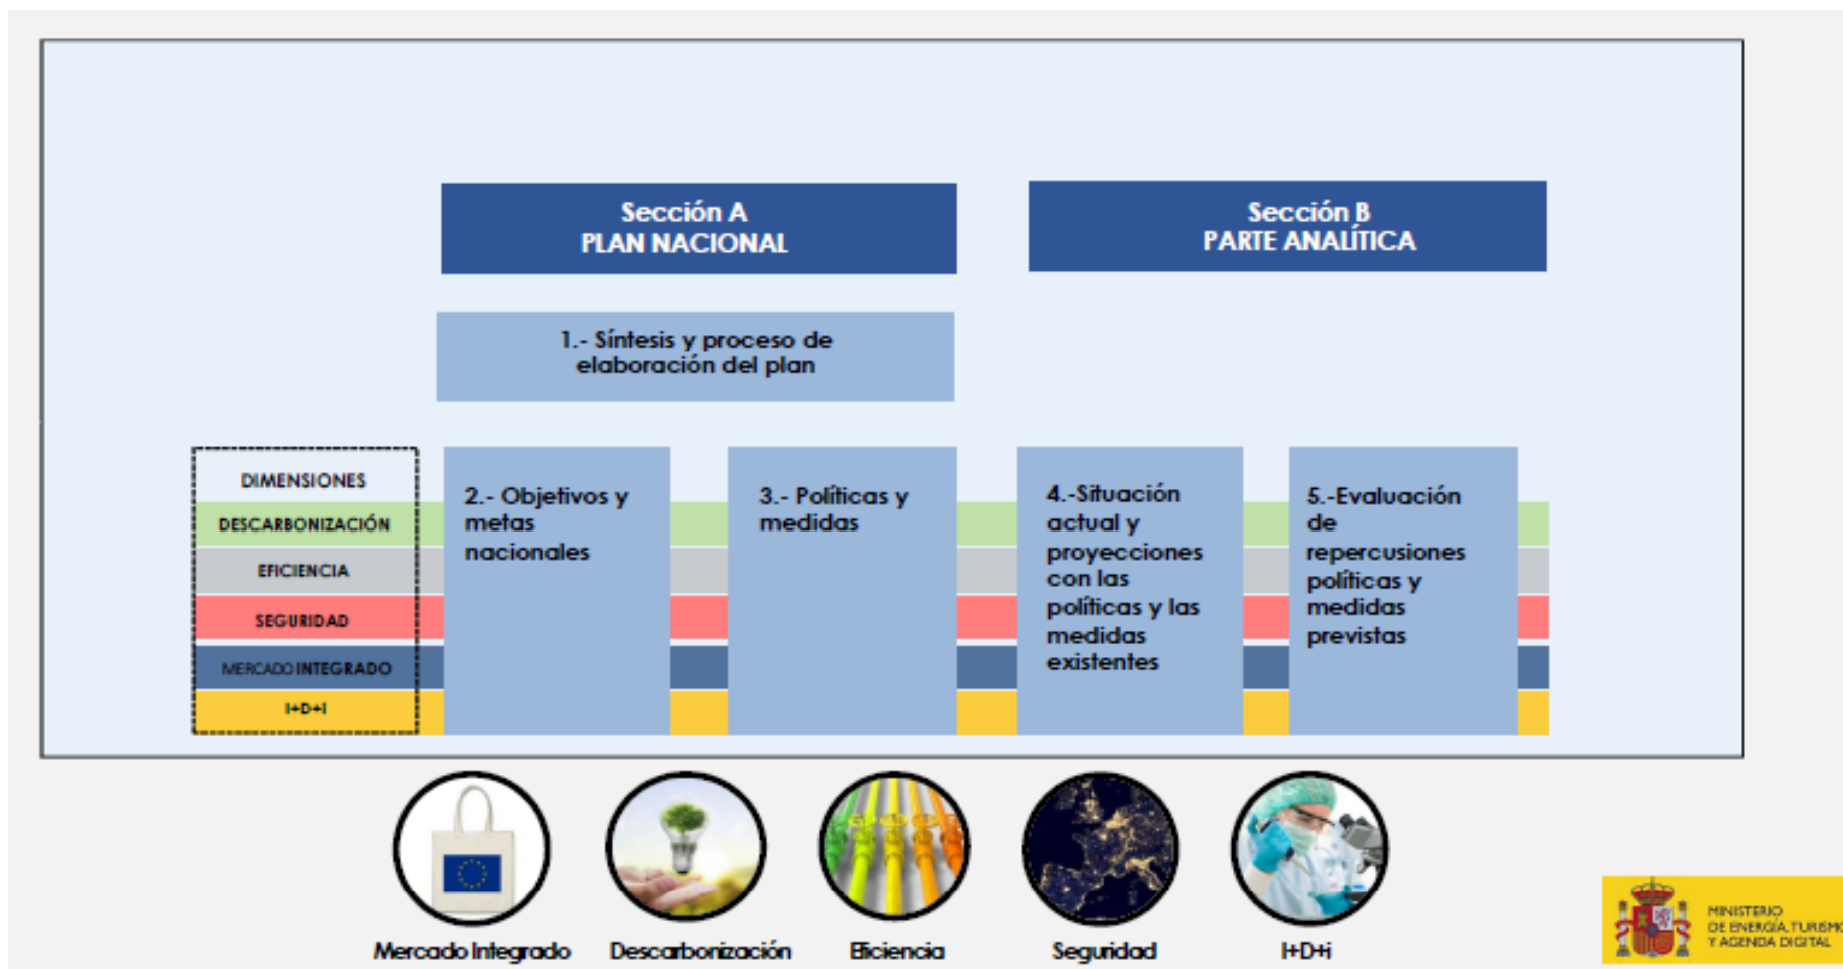 Sección A
PLAN NACIONAL
Sección B
PARTE ANALÍTICA
1.- Síntesis y proceso de
elaboración del plan
DIMENSIONES
DESCARBONIZACIÓN
EFICIENCIA
SEGURIDAD
MERCADO INTEGRADO
I+D+I
2.- Objetivos y
metas
nacionales
3.- Políticas y
medidas
4.-Situación
actual y
proyecciones
con las
políticas y las
medidas
existentes
5.-Evaluación
de
repercusiones
políticas y
medidas
previstas
Mercado Integrado
Descarbonización
Eficiencia
Seguridad
I+D+i
MINISTERIO
DE ENERGÍA, TURISMO
Y AGENDA DIGITAL